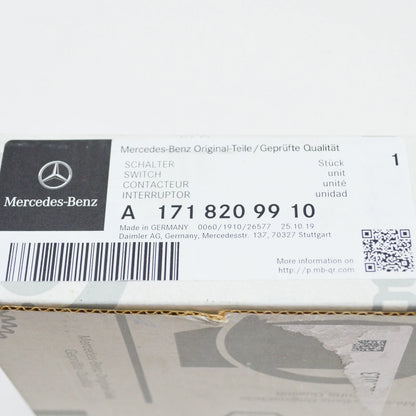 Mercedes-Benz Original-Teile/Geprüfte Qualität
SCHALTER Stück 1
SWITCH unit
CONTACTEUR unité
INTERRUPTOR unidad
Mercedes-Benz
A 171 820 99 10
Made in GERMANY 0060/1910/26577 25.10.19
Daimler AG, Germany, Mercedesstr. 137, 70327 Stuttgart
More information on
http://p.mb-qr.com